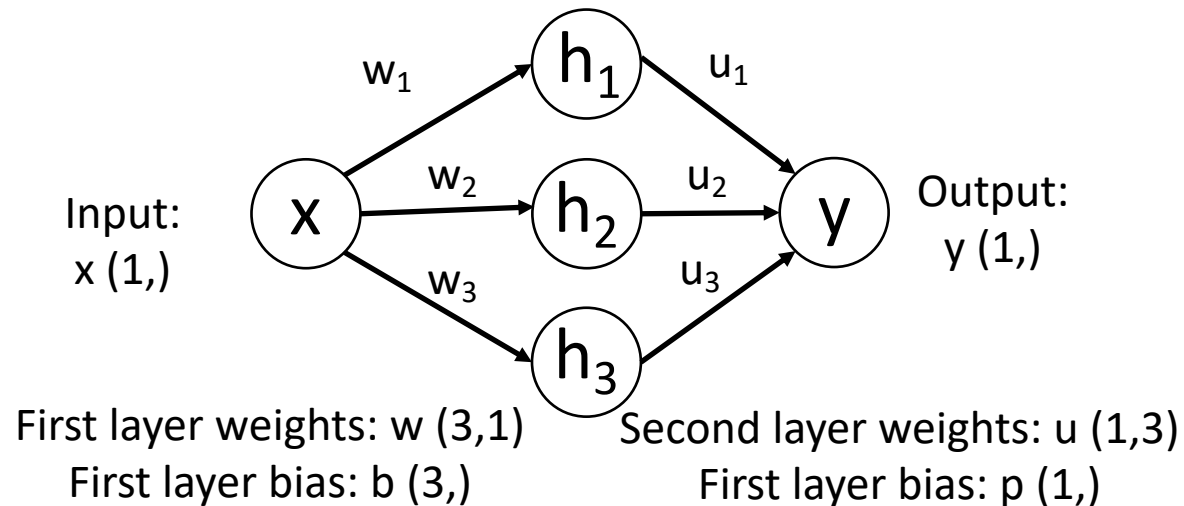 h₁
w₁
u₁
w₂
u₂
Input:
x (1,)
x
h₂
y
Output:
y (1,)
w₃
u₃
h₃
First layer weights: w (3,1)
First layer bias: b (3,)
Second layer weights: u (1,3)
First layer bias: p (1,)